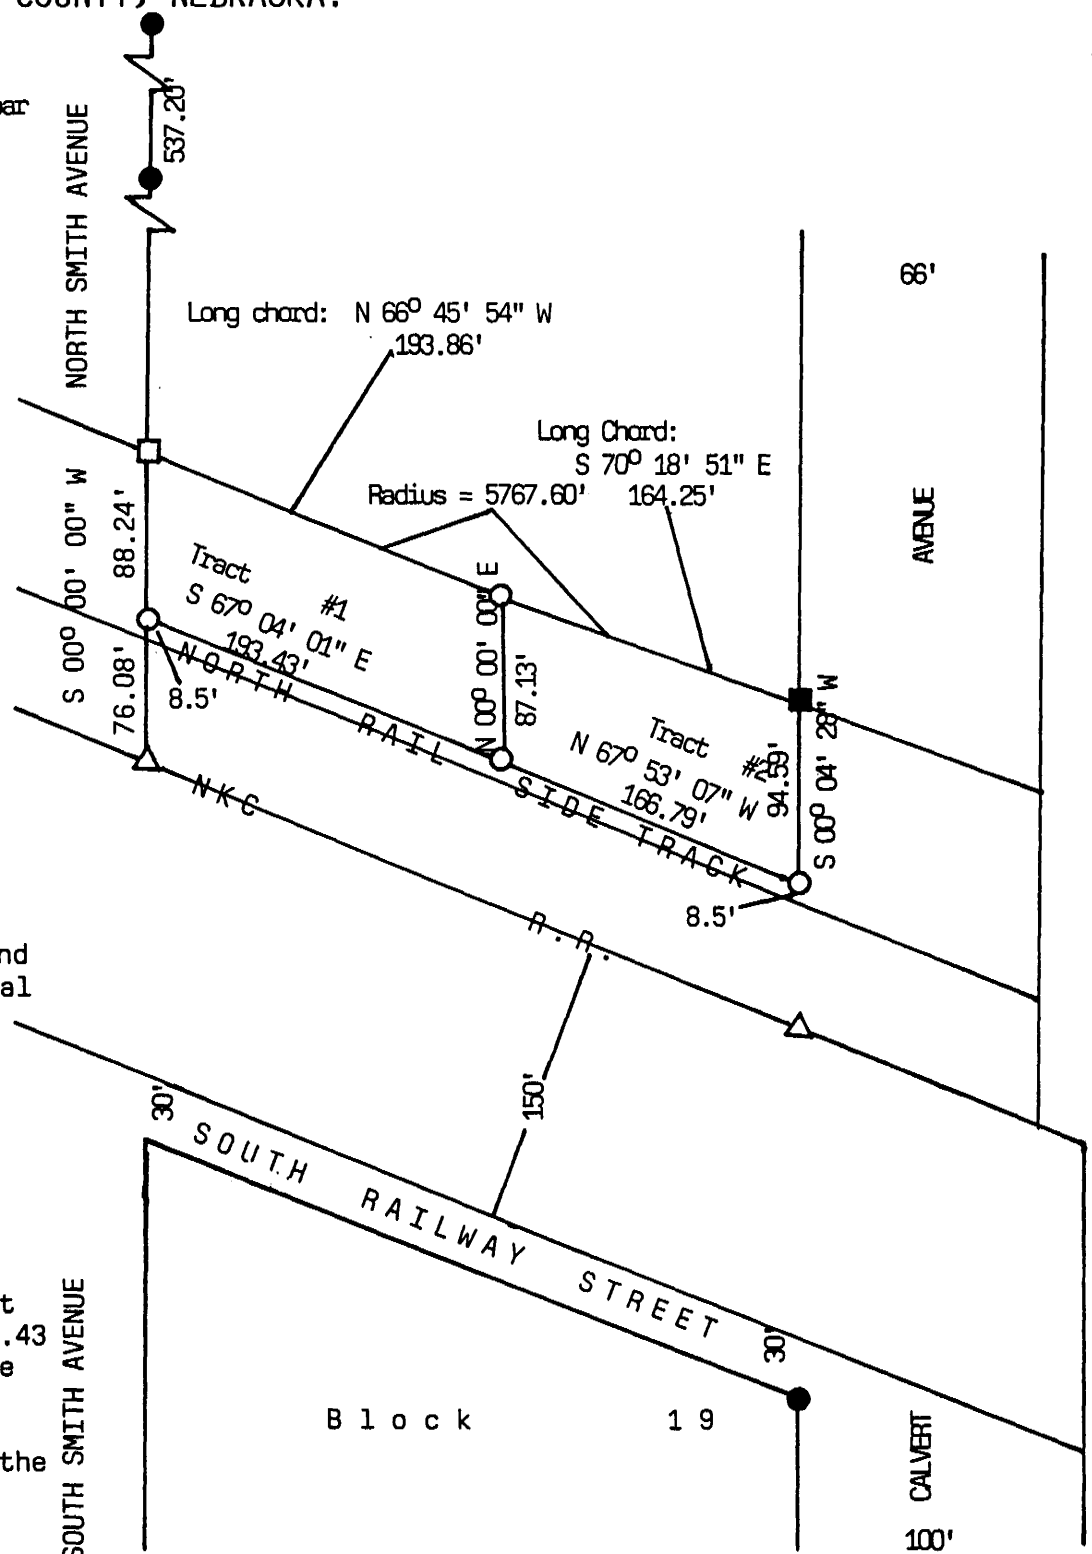 COUNTY, NEBRASKA.
537.20'
NORTH SMITH AVENUE
66'
Long chord: N 66° 45' 54" W
193.86'
Long Chord:
S 70° 18' 51" E
Radius = 5767.60' 164.25'
AVENUE
S 00° 00' 00" W
88.24'
Tract #1
S 67° 04' 01" E
193.43'
N 00° 00' 00" E
87.13'
76.08'
8.5'
NORTH RAIL SIDE TRACK
Tract #2
N 67° 53' 07" W
166.79'
94.59'
S 00° 04' 28" W
8.5'
NKC R.R.
nd
al
150'
30'
SOUTH RAILWAY STREET
30'
t
.43
e
the
SOUTH SMITH AVENUE
Block 19
CALVERT
100'